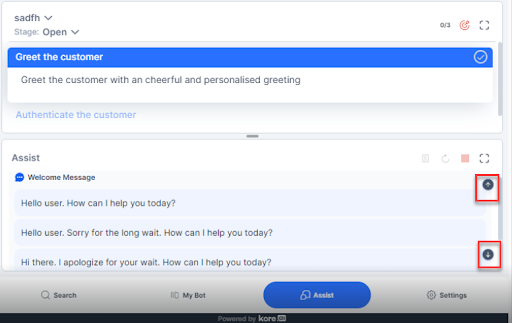 sadfh
Stage: Open
0/3
Greet the customer
Greet the customer with an cheerful and personalised greeting
Authenticate the customer
Assist
Welcome Message
Hello user. How can I help you today?
Hello user. Sorry for the long wait. How can I help you today?
Hi there. I apologize for your wait. How can I help you today?
Search
My Bot
Assist
Settings
Powered by kore.ai